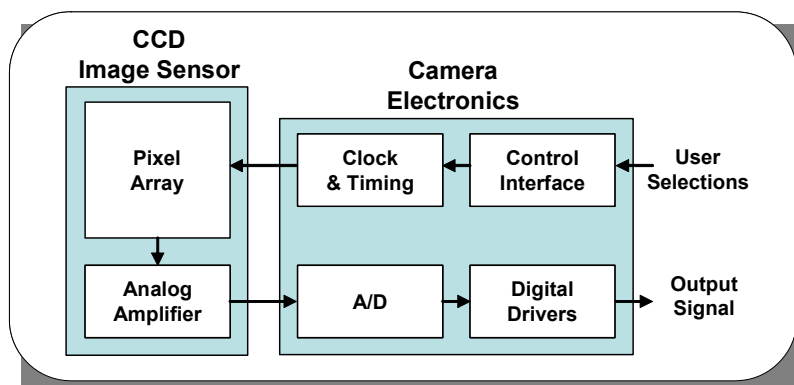 CCD
Image Sensor
Camera
Electronics
Pixel
Array
Clock
& Timing
Control
Interface
User
Selections
Analog
Amplifier
A/D
Digital
Drivers
Output
Signal